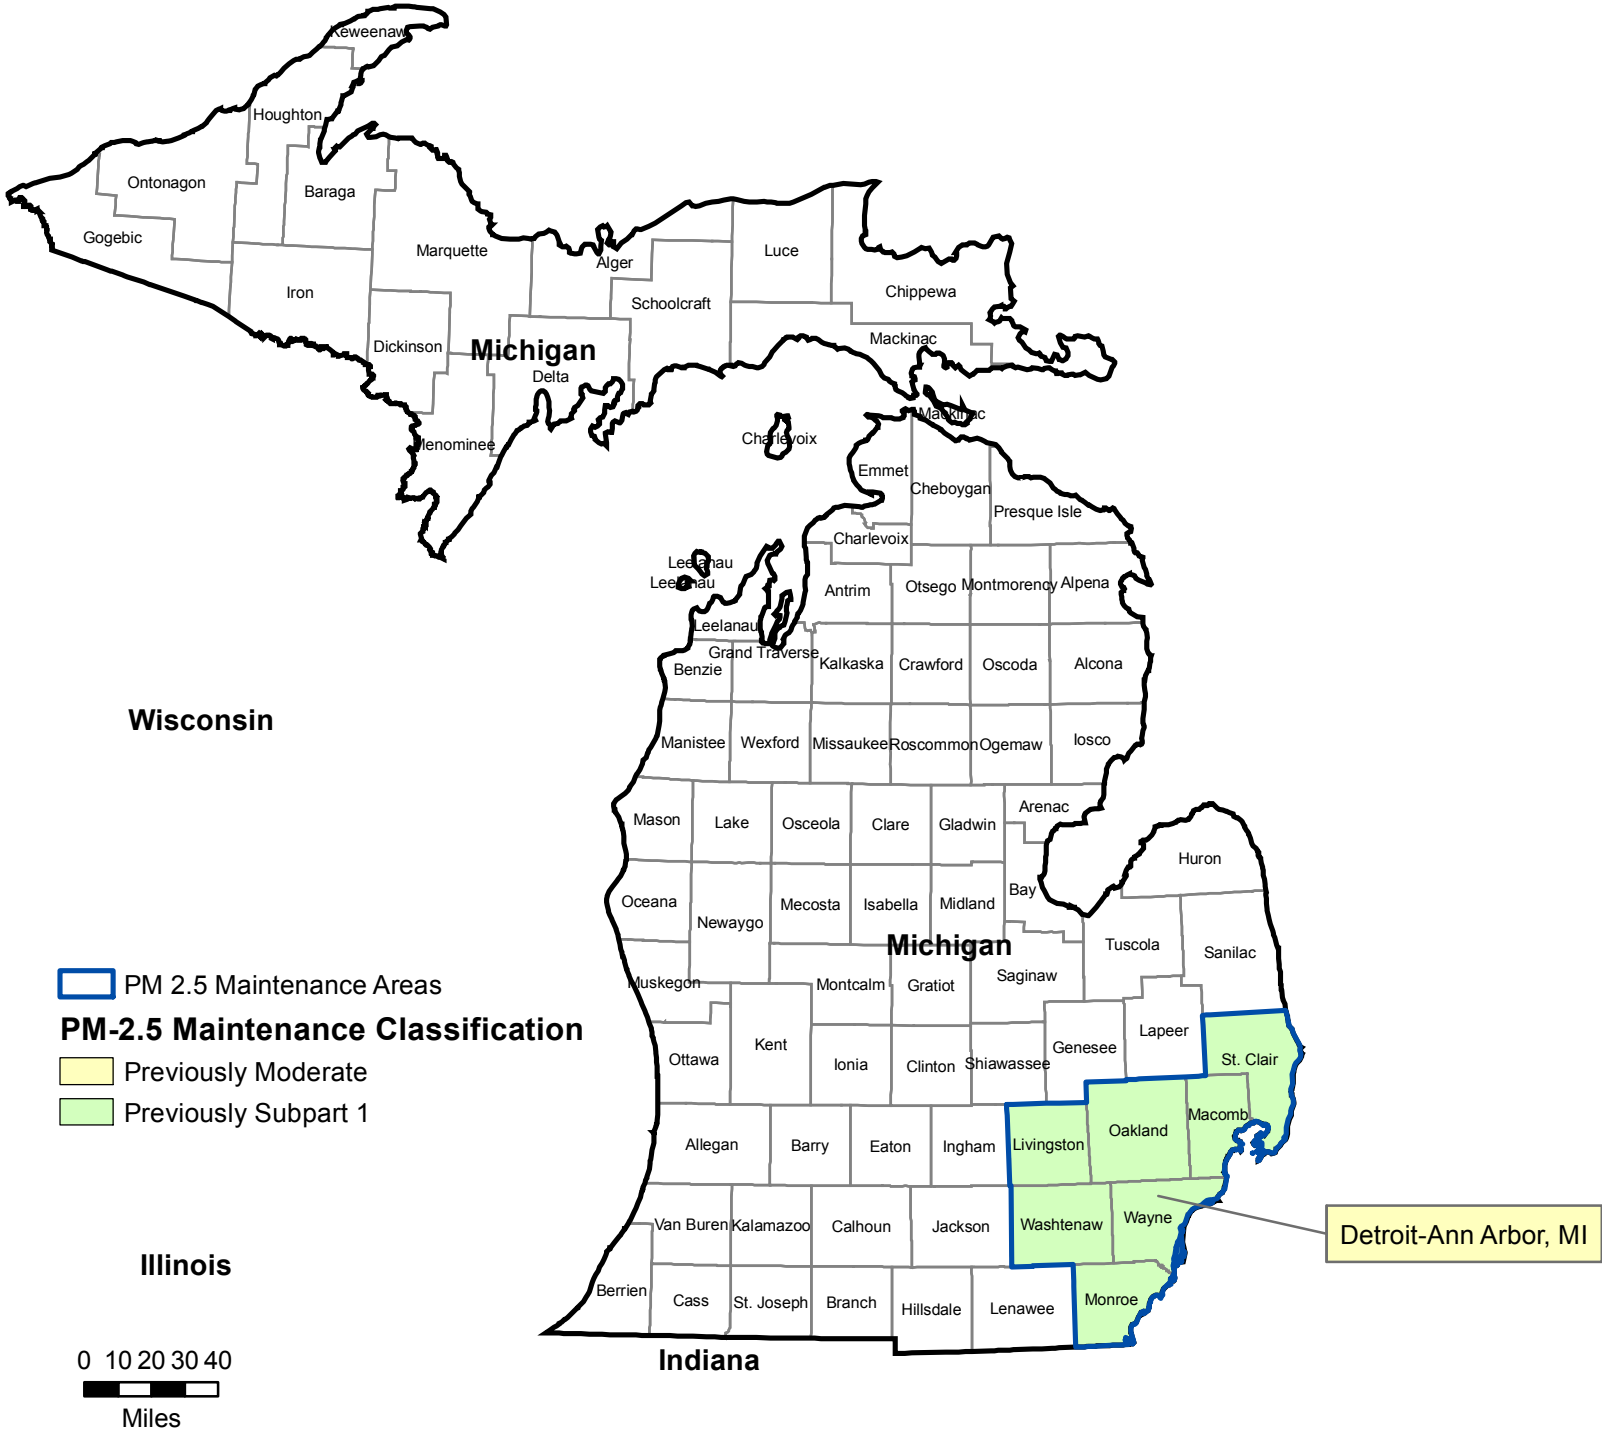 Keweenaw
Houghton
Ontonagon
Baraga
Gogebic
Marquette
Luce
Alger
Iron
Chippewa
Schoolcraft
Mackinac
Dickinson
Michigan
Delta
Mackinac
Charlevoix
Menominee
Emmet
Cheboygan
Presque Isle
Charlevoix
Leelanau
Leelanau
Antrim
Otsego
Montmorency
Alpena
Leelanau
Grand Traverse
Benzie
Kalkaska
Crawford
Oscoda
Alcona
Wisconsin
Manistee
Wexford
Missaukee
Roscommon
Ogemaw
Iosco
Arenac
Mason
Lake
Osceola
Clare
Gladwin
Huron
Bay
Oceana
Mecosta
Isabella
Midland
Newaygo
Michigan
Tuscola
Sanilac
Muskegon
Montcalm
Gratiot
Saginaw
Lapeer
Kent
Genesee
Ottawa
Ionia
Clinton
Shiawassee
St. Clair
Macomb
Oakland
Livingston
Allegan
Barry
Eaton
Ingham
Van Buren
Kalamazoo
Calhoun
Jackson
Washtenaw
Wayne
Detroit-Ann Arbor, MI
Berrien
Cass
St. Joseph
Branch
Hillsdale
Lenawee
Monroe
Illinois
Indiana
PM 2.5 Maintenance Areas
PM-2.5 Maintenance Classification
Previously Moderate
Previously Subpart 1
0 10 20 30 40
Miles